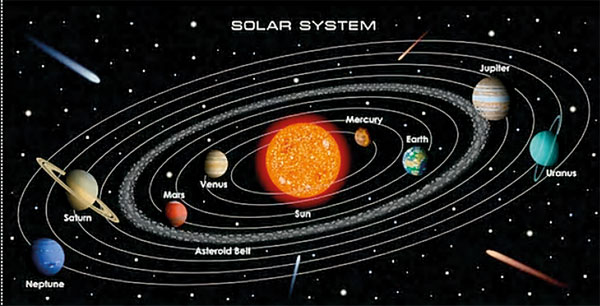 SOLAR SYSTEM
Jupiter
Mercury
Earth
Uranus
Venus
Mars
Saturn
Sun
Asteroid Belt
Neptune